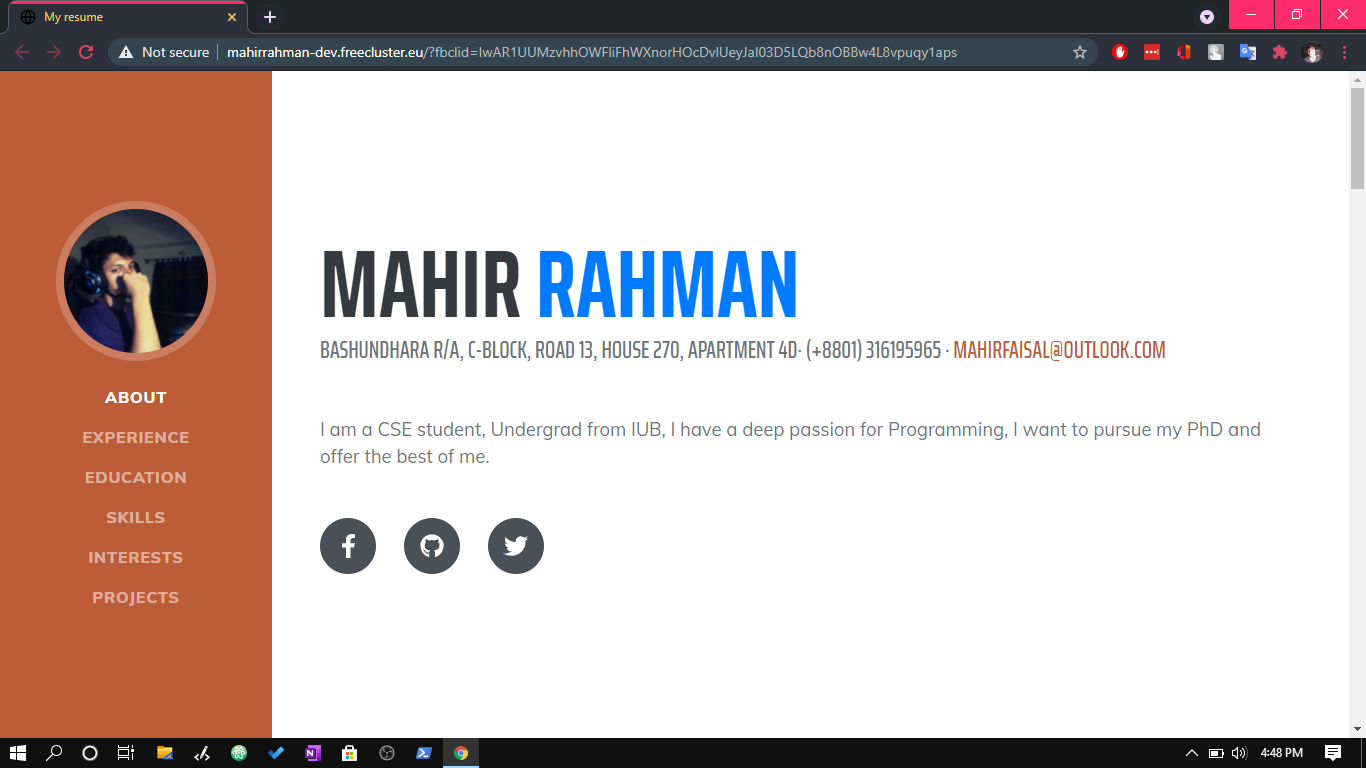 My resume
Not secure
mahirrahman-dev.freecluster.eu/?fbclid=IwAR1UUMzvhhOWFIiFhWXnorHOcDvlUeyJaI03D5LQb8nOBBw4L8vpuqy1aps
MAHIR RAHMAN
BASHUNDHARA R/A, C-BLOCK, ROAD 13, HOUSE 270, APARTMENT 4D· (+8801) 316195965 · MAHIRFAISAL@OUTLOOK.COM
ABOUT
EXPERIENCE
EDUCATION
SKILLS
INTERESTS
PROJECTS
I am a CSE student, Undergrad from IUB, I have a deep passion for Programming, I want to pursue my PhD and
offer the best of me.
4:48 PM